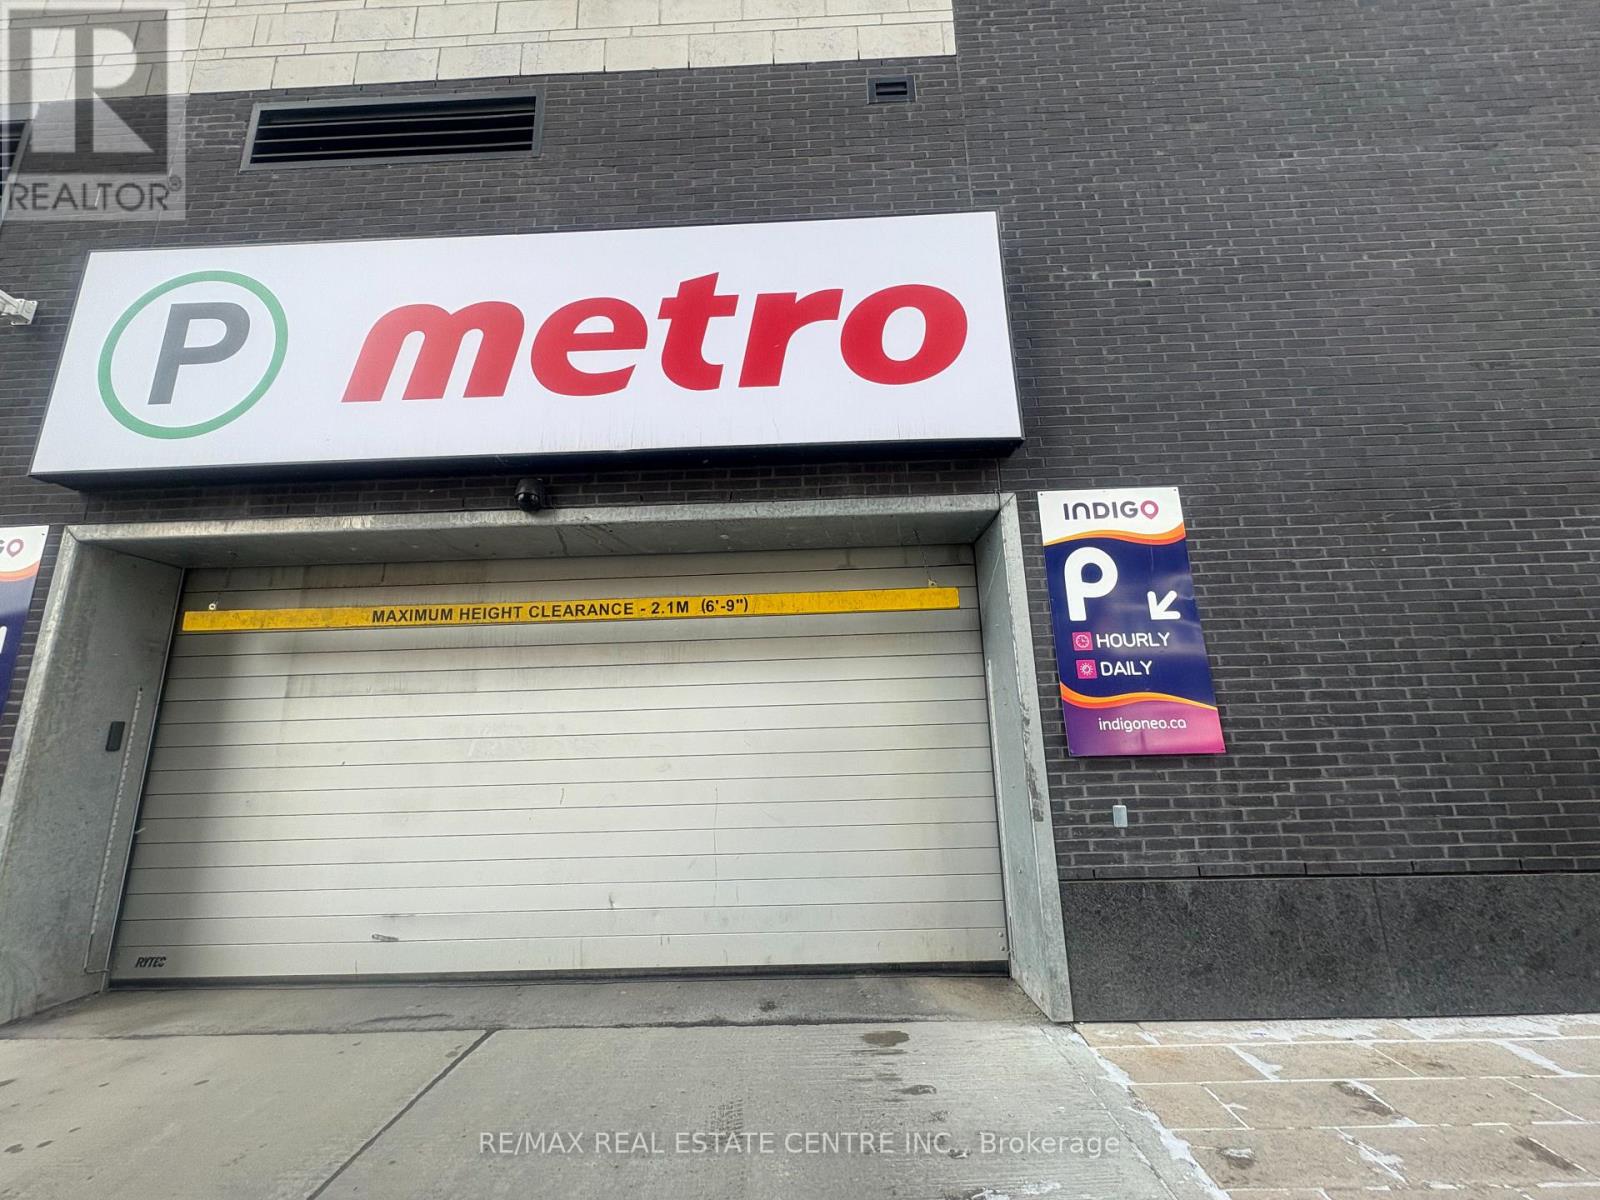 R
REALTOR®
P metro
MAXIMUM HEIGHT CLEARANCE - 2.1M (6'-9")
INDIGO
P
HOURLY
DAILY
indigoneo.ca
GO
RYTEC
RE/MAX REAL ESTATE CENTRE INC., Brokerage